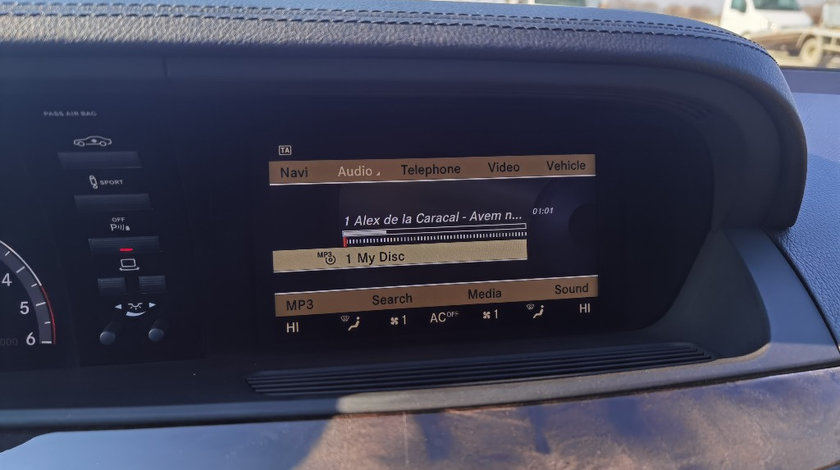 PASS AIR BAG
SPORT
OFF
P
4
5
6
000
TA
Navi Audio Telephone Video Vehicle
1 Alex de la Caracal - Avem n... 01:01
MP3 1 My Disc
MP3 Search Media Sound
HI 1 AC OFF 1 HI